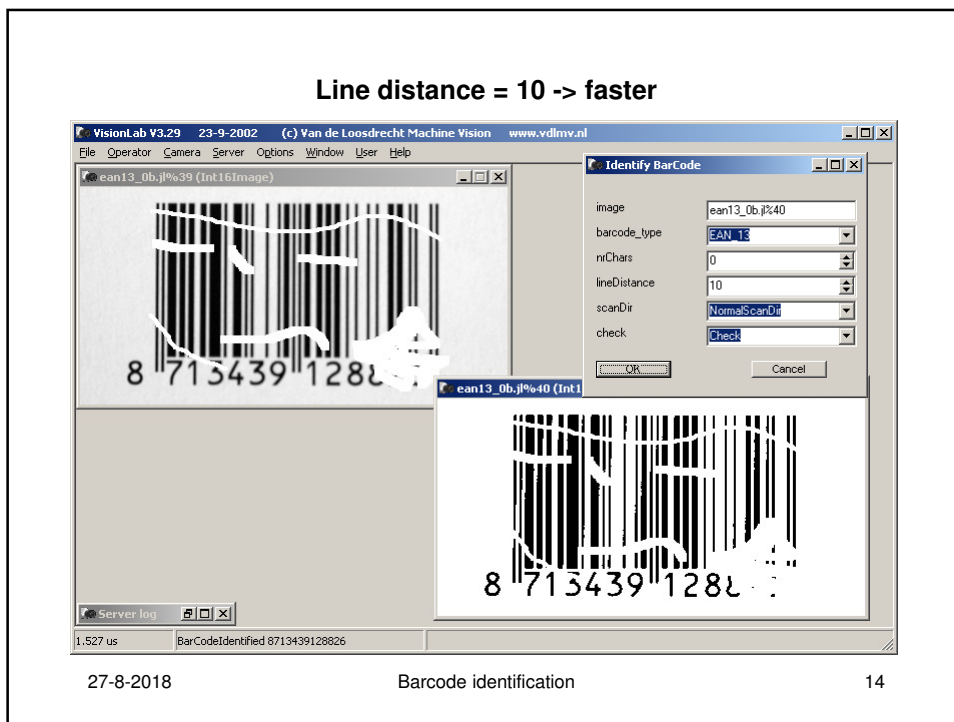 Line distance = 10 -> faster
VisionLab V3.29 23-9-2002 (c) Van de Loosdrecht Machine Vision www.vdlmv.nl
File Operator Camera Server Options Window User Help
ean13_0b.jl%39 (Int16Image)
8 713439 1288
Identify BarCode
image ean13_0b.jl%40
barcode_type EAN_13
nrChars 0
lineDistance 10
scanDir NormalScanDir
check Check
OK Cancel
ean13_0b.jl%40 (Int1
8 713439 128
Server log
1.527 us BarCodeIdentified 8713439128826
27-8-2018 Barcode identification 14